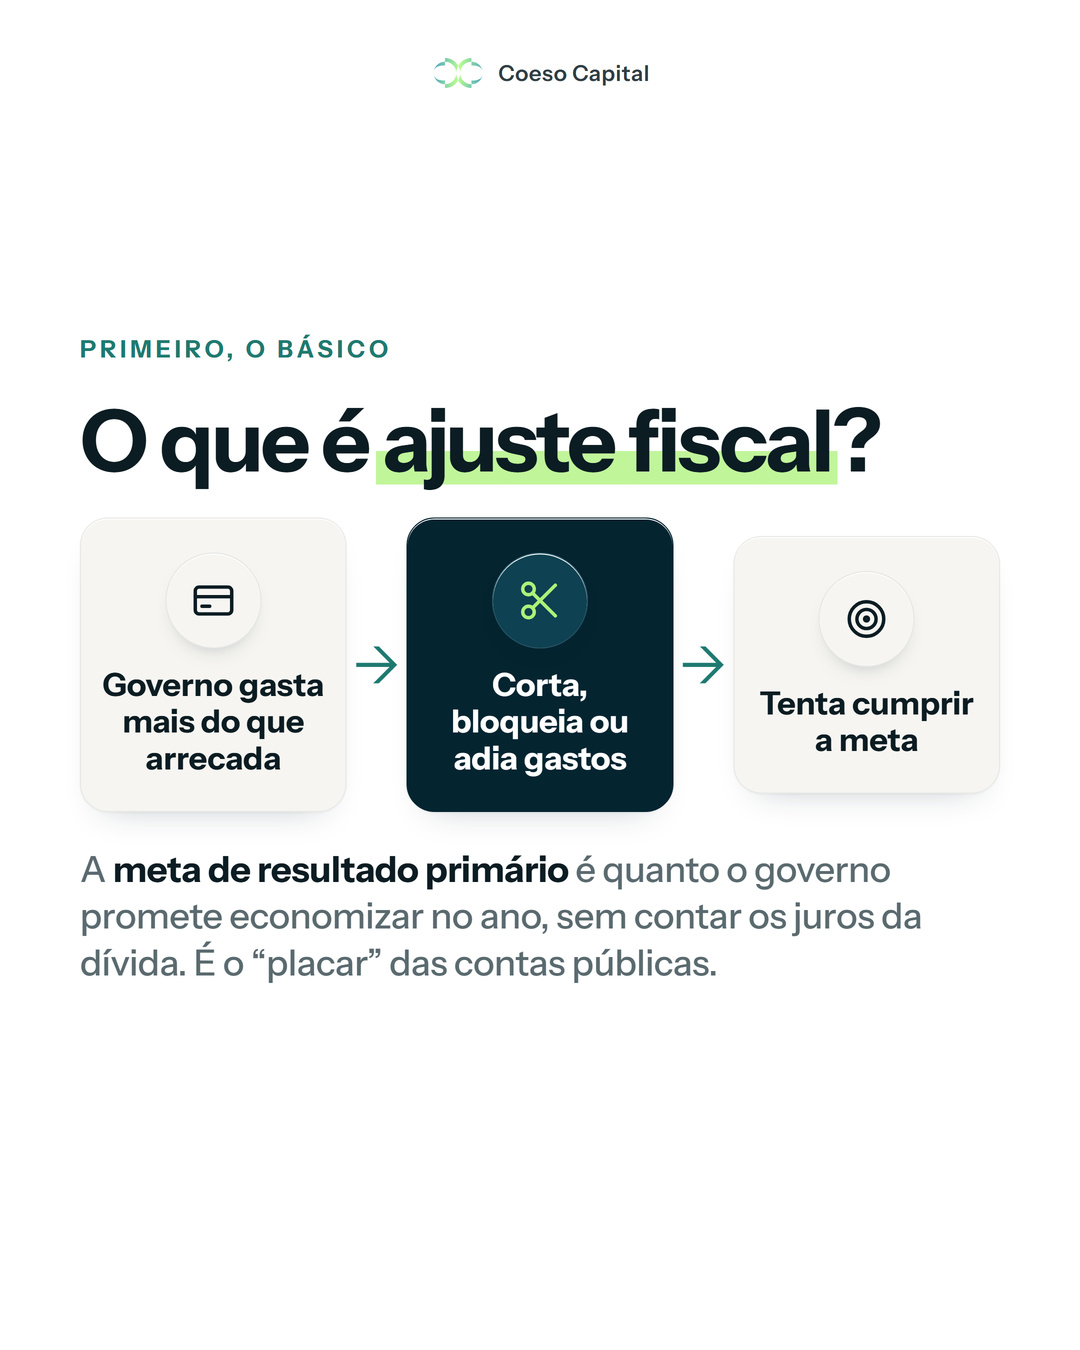 Coeso Capital
PRIMEIRO, O BÁSICO
O que é ajuste fiscal?
Governo gasta
mais do que
arrecada
Corta,
bloqueia ou
adia gastos
Tenta cumprir
a meta
A meta de resultado primário é quanto o governo
promete economizar no ano, sem contar os juros da
dívida. É o “placar” das contas públicas.